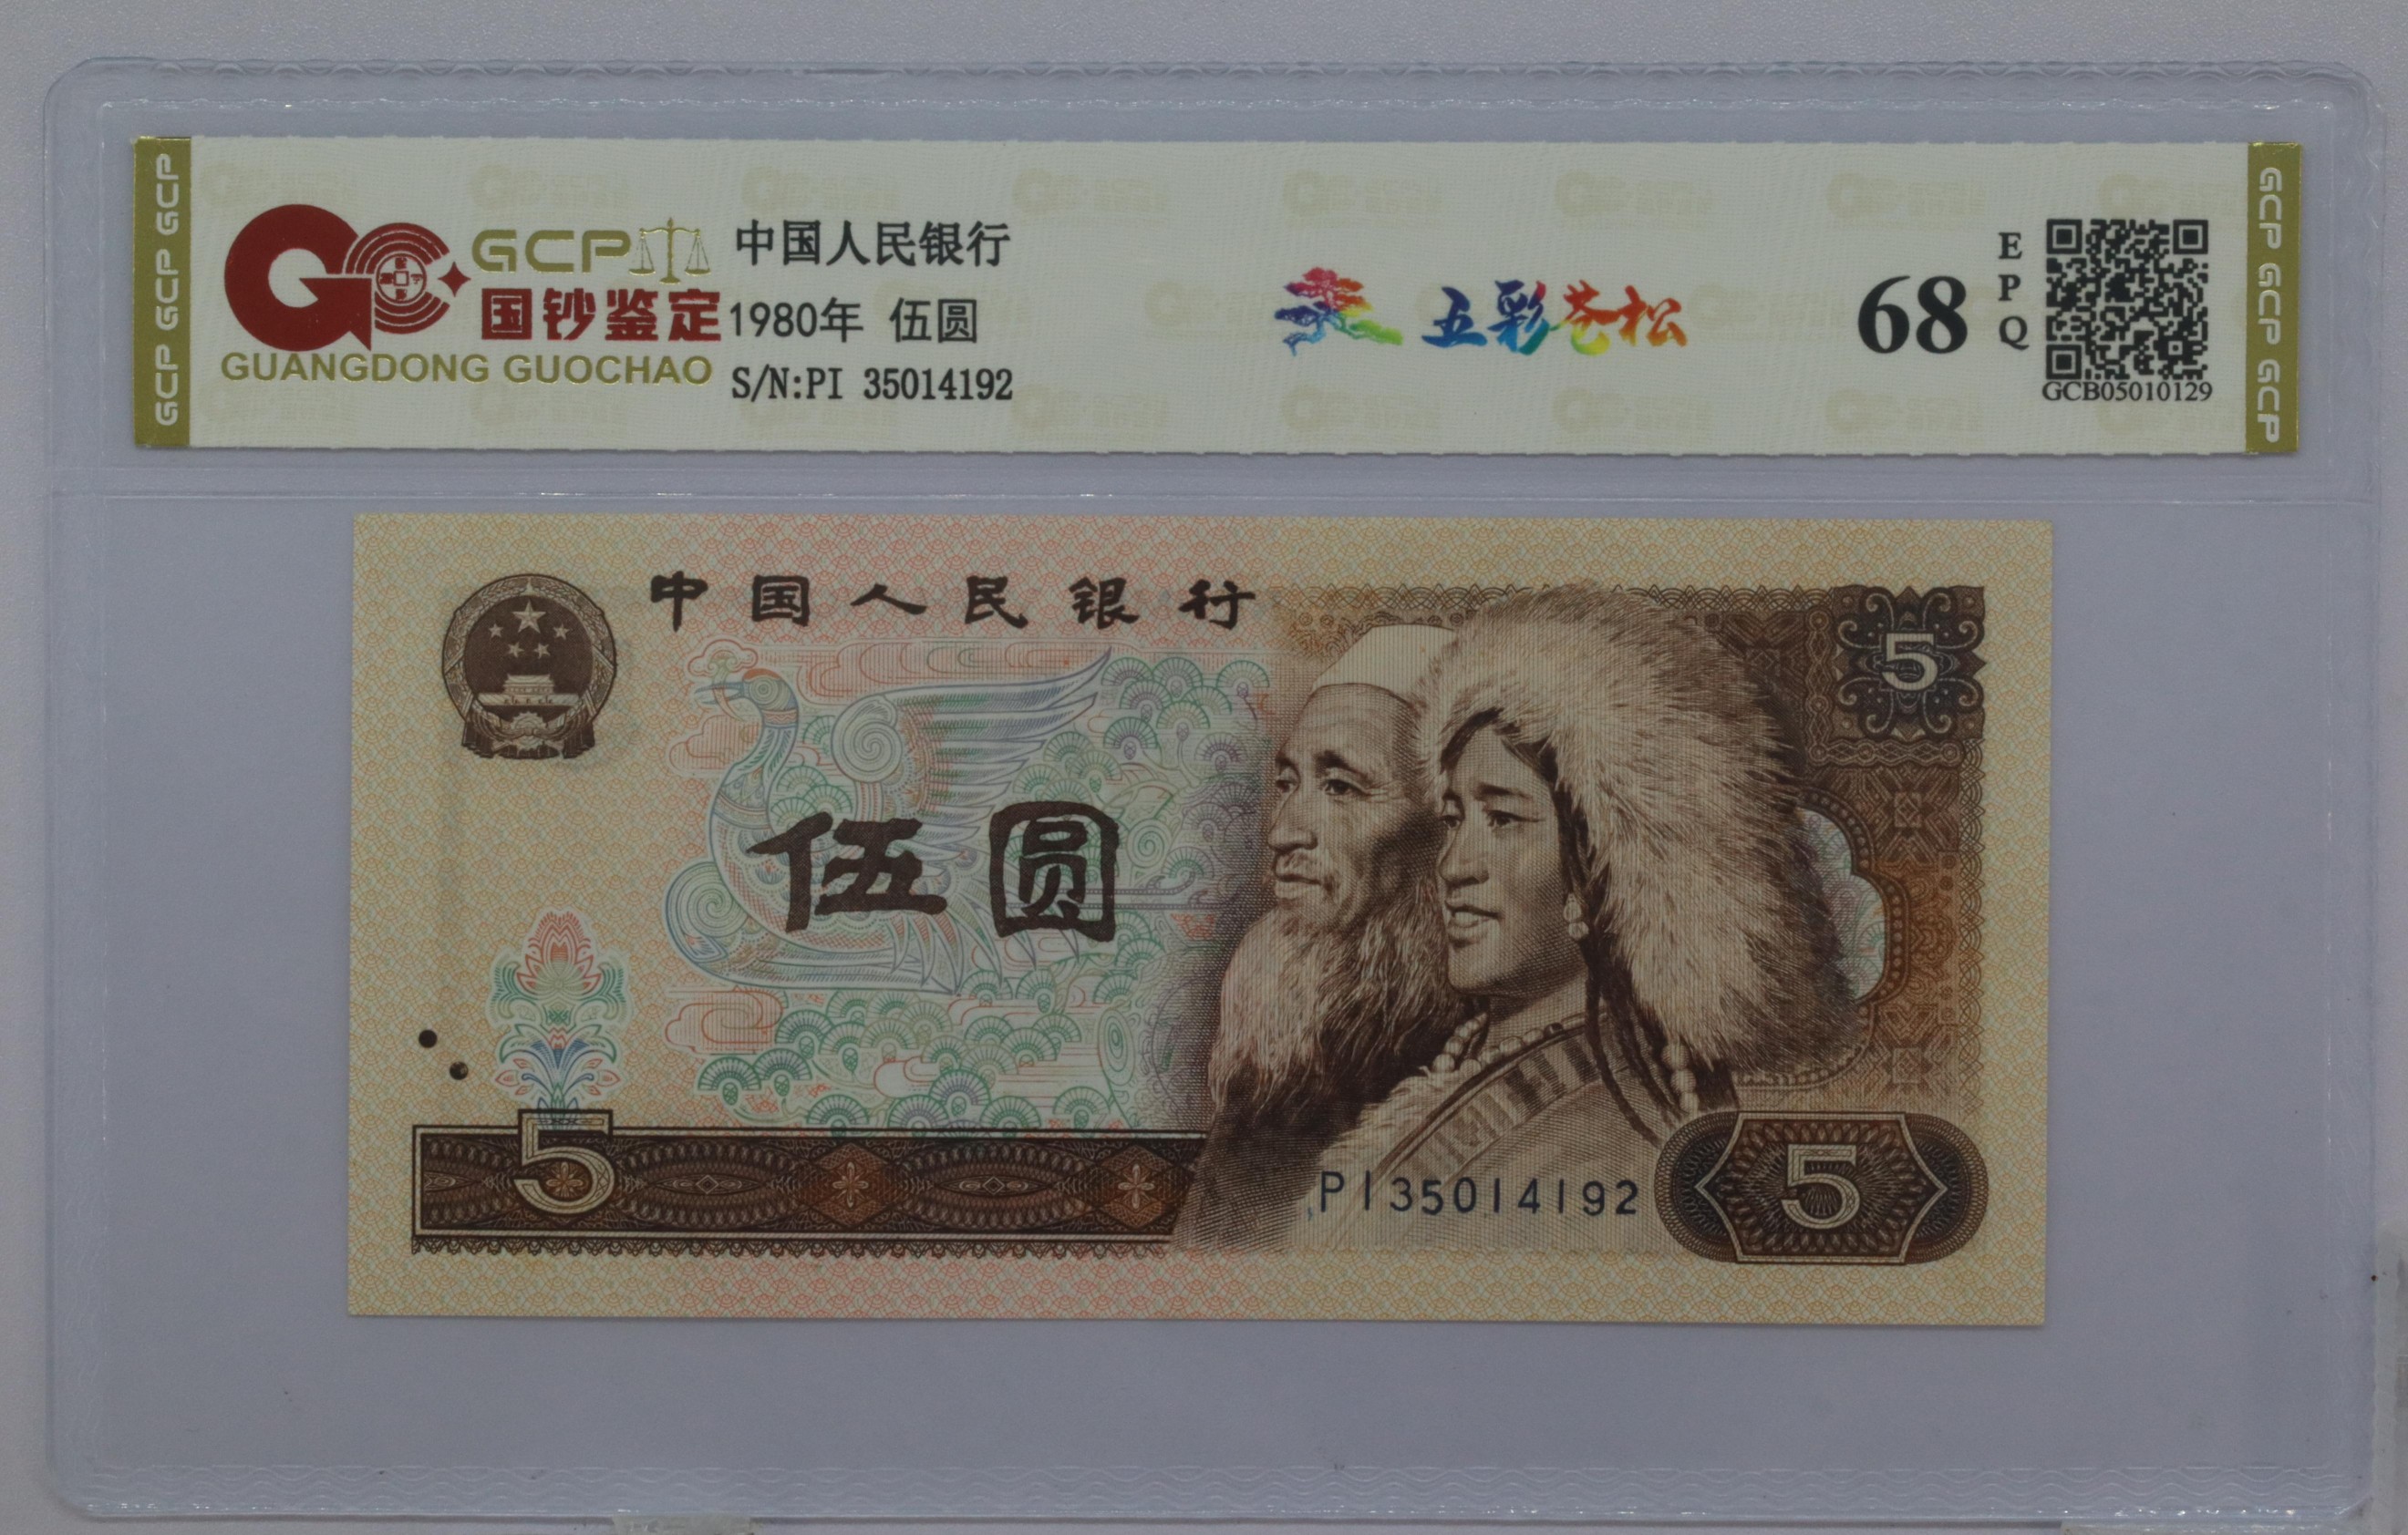 GCP
国钞鉴定
GUANGDONG GUOCHAO
中国人民银行
1980年 伍圆
S/N:PI 35014192
五彩苍松
68
EPQ
GCB05010129
GCP GCP GCP
GCP GCP GCP
中国人民银行
5
伍圆
5
PI35014192
5